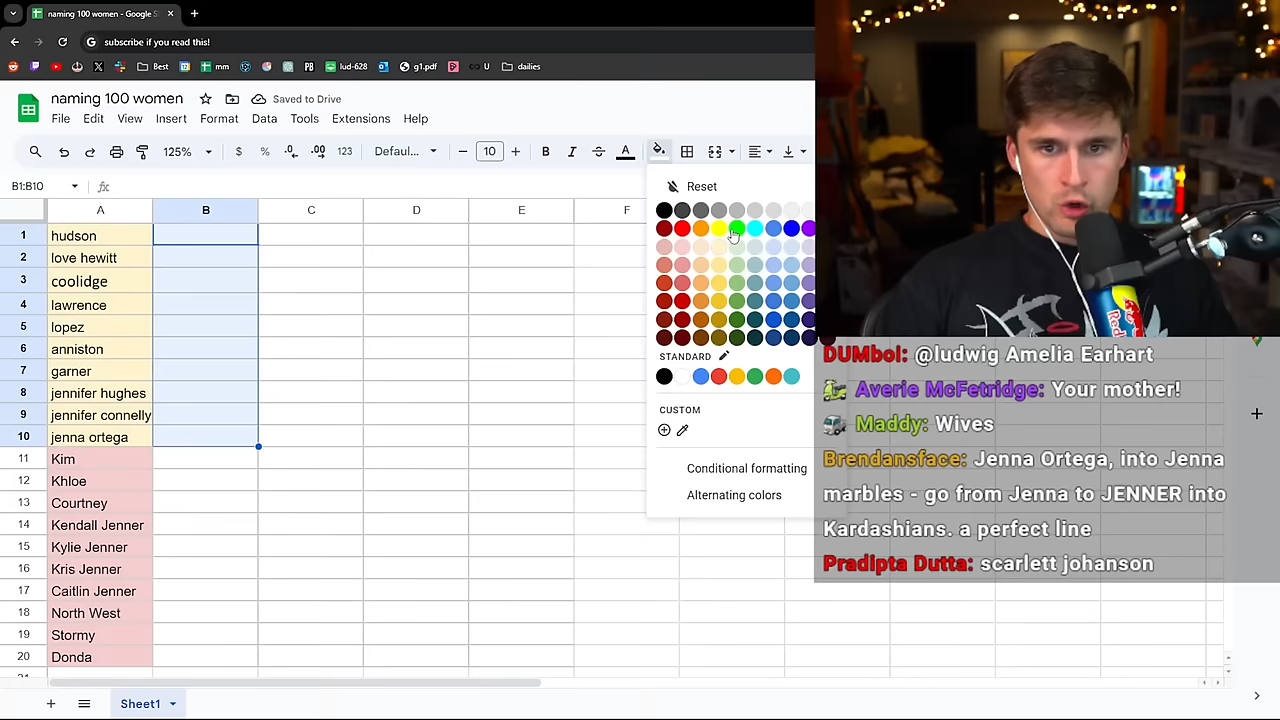 naming 100 women - Google S
subscribe if you read this!
Best
mm
PB
lud-628
g1.pdf
U
dailies
naming 100 women
Saved to Drive
File Edit View Insert Format Data Tools Extensions Help
125% $ % .0 .00 123 Defaul... 10 B I S A
B1:B10 fx
A B C D E F
1 hudson
2 love hewitt
3 coolidge
4 lawrence
5 lopez
6 anniston
7 garner
8 jennifer hughes
9 jennifer connelly
10 jenna ortega
11 Kim
12 Khloe
13 Courtney
14 Kendall Jenner
15 Kylie Jenner
16 Kris Jenner
17 Caitlin Jenner
18 North West
19 Stormy
20 Donda
Sheet1
Reset
STANDARD
CUSTOM
Conditional formatting
Alternating colors
Red
DUMbol: @ludwig Amelia Earhart
Averie McFetridge: Your mother!
Maddy: Wives
Brendansface: Jenna Ortega, into Jenna
marbles - go from Jenna to JENNER into
Kardashians. a perfect line
Pradipta Dutta: scarlett johanson